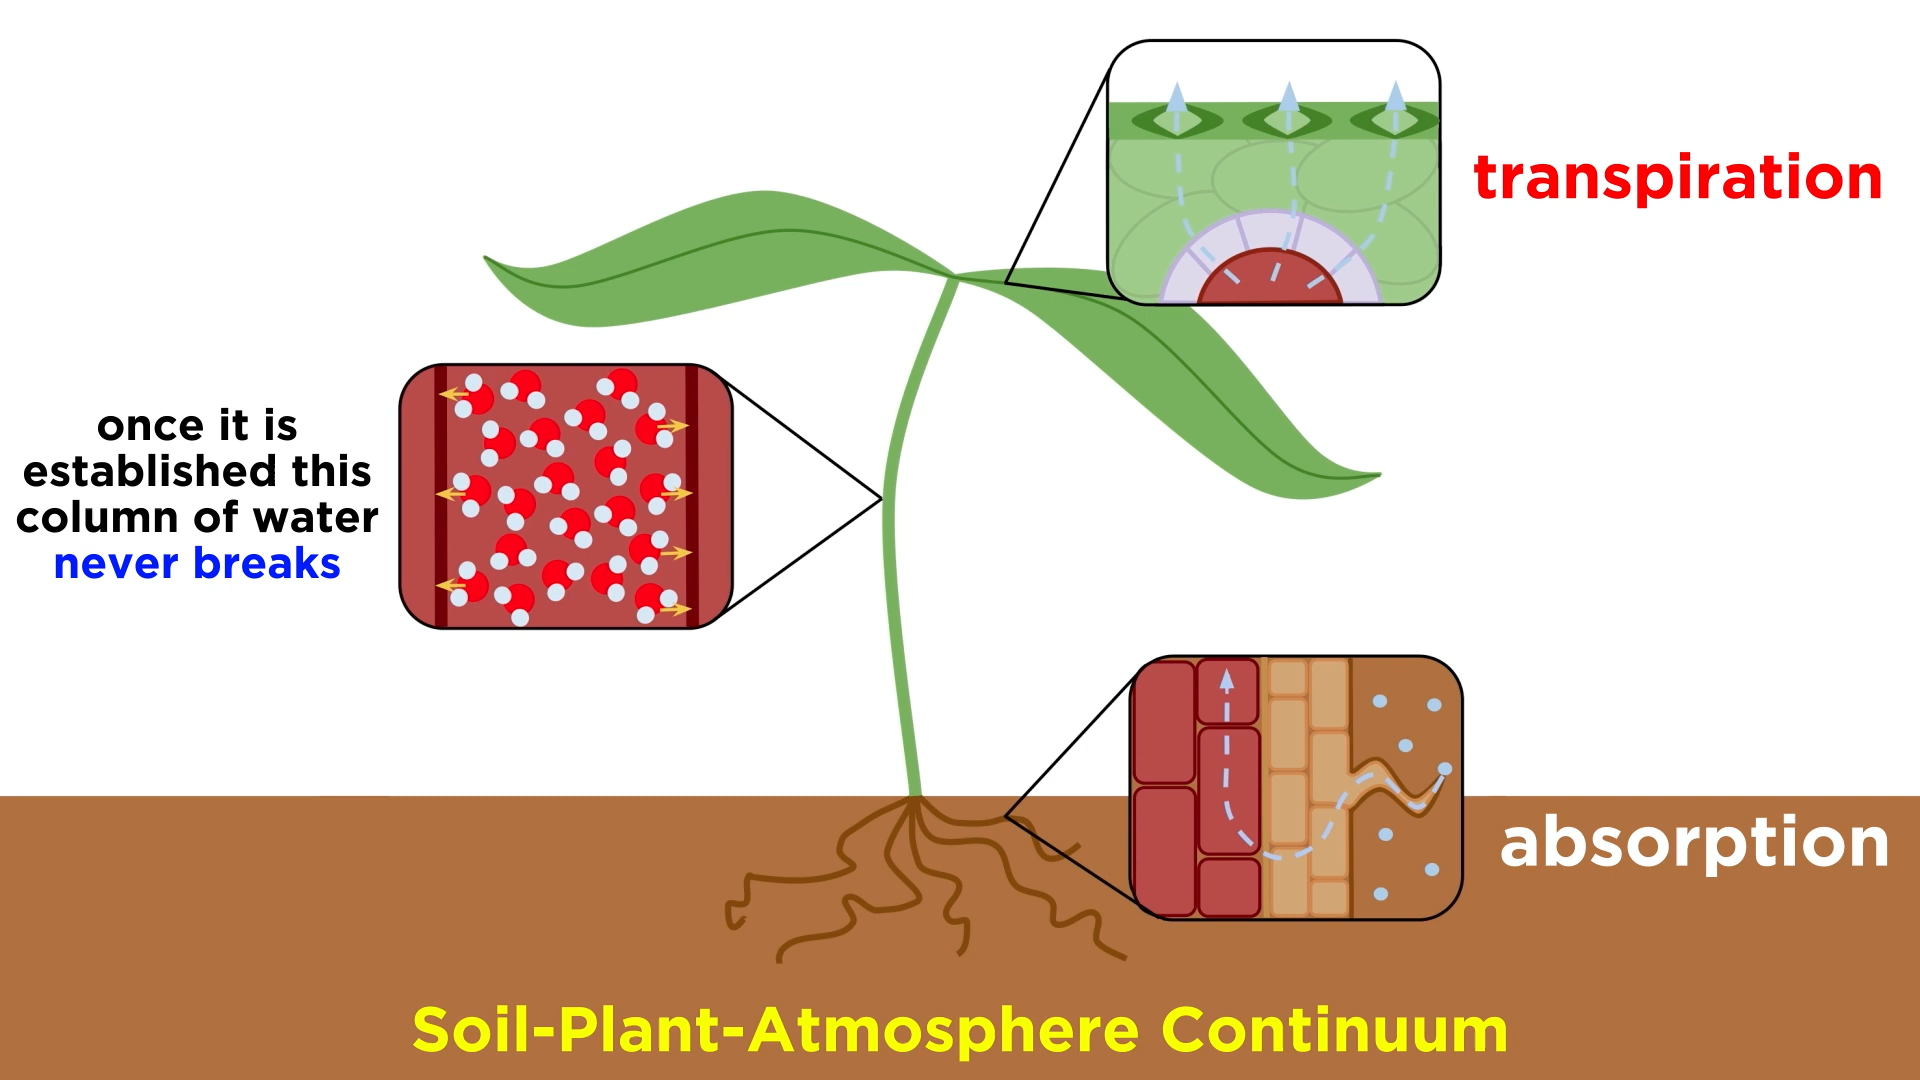 transpiration
once it is
established this
column of water
never breaks
absorption
Soil-Plant-Atmosphere Continuum